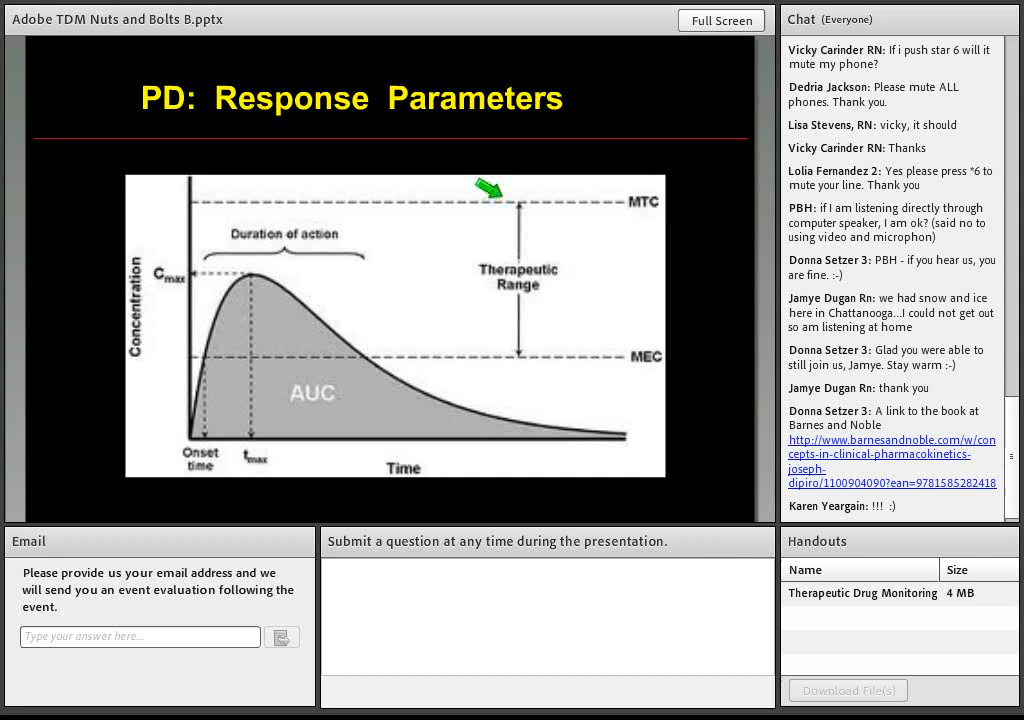 Adobe TDM Nuts and Bolts B.pptx
Full Screen
PD: Response Parameters
MTC
Duration of action
Therapeutic
Range
Cmax
Concentration
MEC
AUC
Onset
time
tmax
Time
Chat (Everyone)
Vicky Carinder RN: If i push star 6 will it
mute my phone?
Dedria Jackson: Please mute ALL
phones. Thank you.
Lisa Stevens, RN: vicky, it should
Vicky Carinder RN: Thanks
Lolia Fernandez 2: Yes please press *6 to
mute your line. Thank you
PBH: if I am listening directly through
computer speaker, I am ok? (said no to
using video and microphon)
Donna Setzer 3: PBH - if you hear us, you
are fine. :-)
Jamye Dugan Rn: we had snow and ice
here in Chattanooga...I could not get out
so am listening at home
Donna Setzer 3: Glad you were able to
still join us, Jamye. Stay warm :-)
Jamye Dugan Rn: thank you
Donna Setzer 3: A link to the book at
Barnes and Noble
http://www.barnesandnoble.com/w/con
cepts-in-clinical-pharmacokinetics-
joseph-
dipiro/1100904090?ean=9781585282418
Karen Yeargain: !!! :)
Email
Please provide us your email address and we
will send you an event evaluation following the
event.
Type your answer here...
Submit a question at any time during the presentation.
Handouts
Name Size
Therapeutic Drug Monitoring 4 MB
Download File(s)